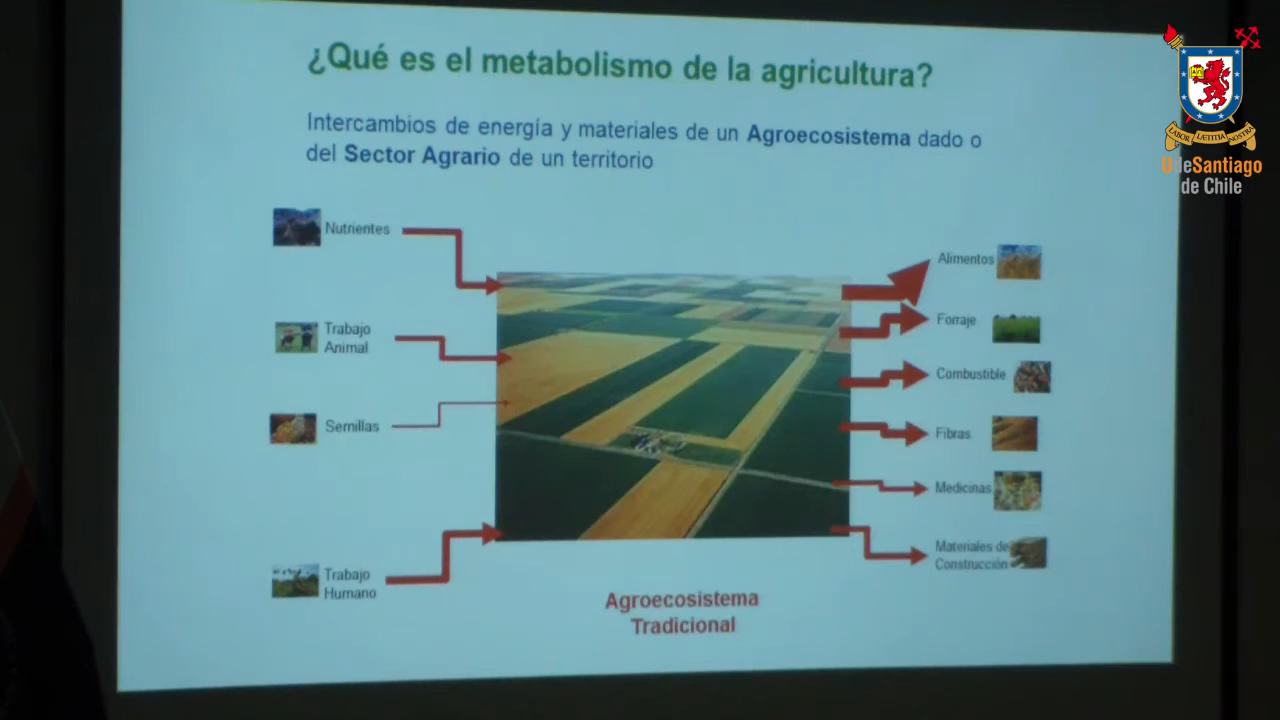 ¿Qué es el metabolismo de la agricultura?
Intercambios de energía y materiales de un Agroecosistema dado o
del Sector Agrario de un territorio
Nutrientes
Trabajo
Animal
Semillas
Trabajo
Humano
Alimentos
Forraje
Combustible
Fibras
Medicinas
Materiales de
Construcción
Agroecosistema
Tradicional
LABOR LÆTITIA NOSTRA
UdeSantiago
de Chile